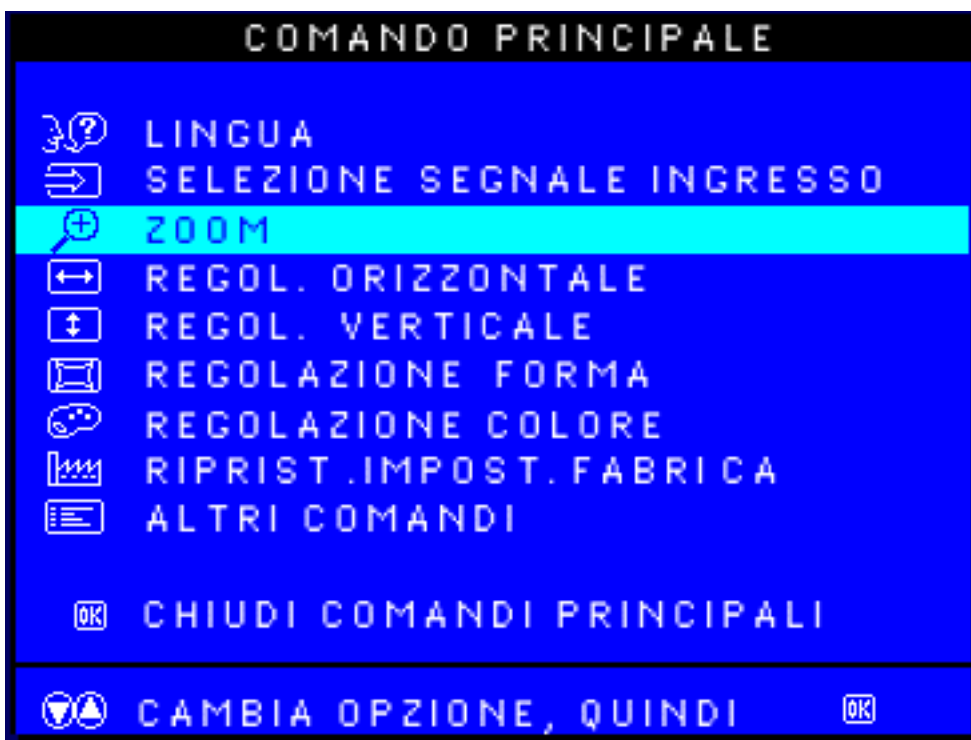 COMANDO PRINCIPALE
LINGUA
SELEZIONE SEGNALE INGRESSO
ZOOM
REGOL. ORIZZONTALE
REGOL. VERTICALE
REGOLAZIONE FORMA
REGOLAZIONE COLORE
RIPRIST.IMPOST.FABRICA
ALTRI COMANDI
OK CHIUDI COMANDI PRINCIPALI
CAMBIA OPZIONE, QUINDI OK